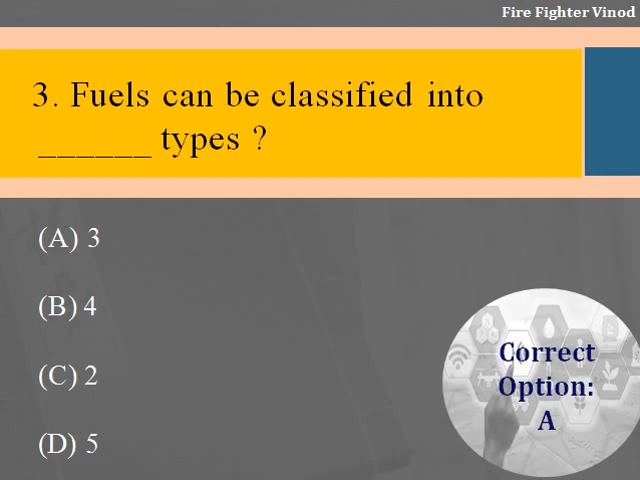 Fire Fighter Vinod
3. Fuels can be classified into
______ types ?
(A) 3
(B) 4
(C) 2
(D) 5
Correct
Option:
A